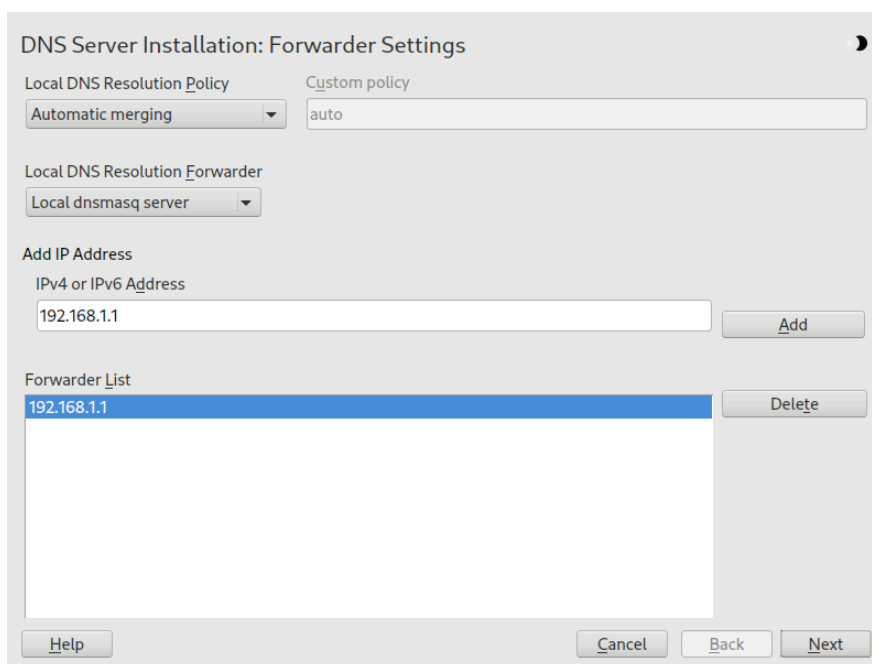 DNS Server Installation: Forwarder Settings
Local DNS Resolution Policy
Custom policy
Automatic merging
auto
Local DNS Resolution Forwarder
Local dnsmasq server
Add IP Address
IPv4 or IPv6 Address
192.168.1.1
Add
Forwarder List
192.168.1.1
Delete
Help
Cancel
Back
Next